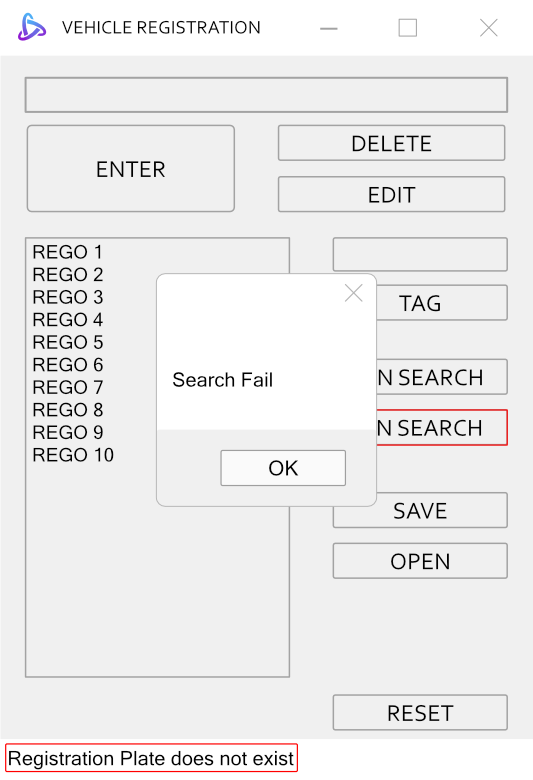 VEHICLE REGISTRATION
ENTER
DELETE
EDIT
REGO 1
REGO 2
REGO 3
REGO 4
REGO 5
REGO 6
REGO 7
REGO 8
REGO 9
REGO 10
TAG
N SEARCH
N SEARCH
Search Fail
OK
SAVE
OPEN
RESET
Registration Plate does not exist